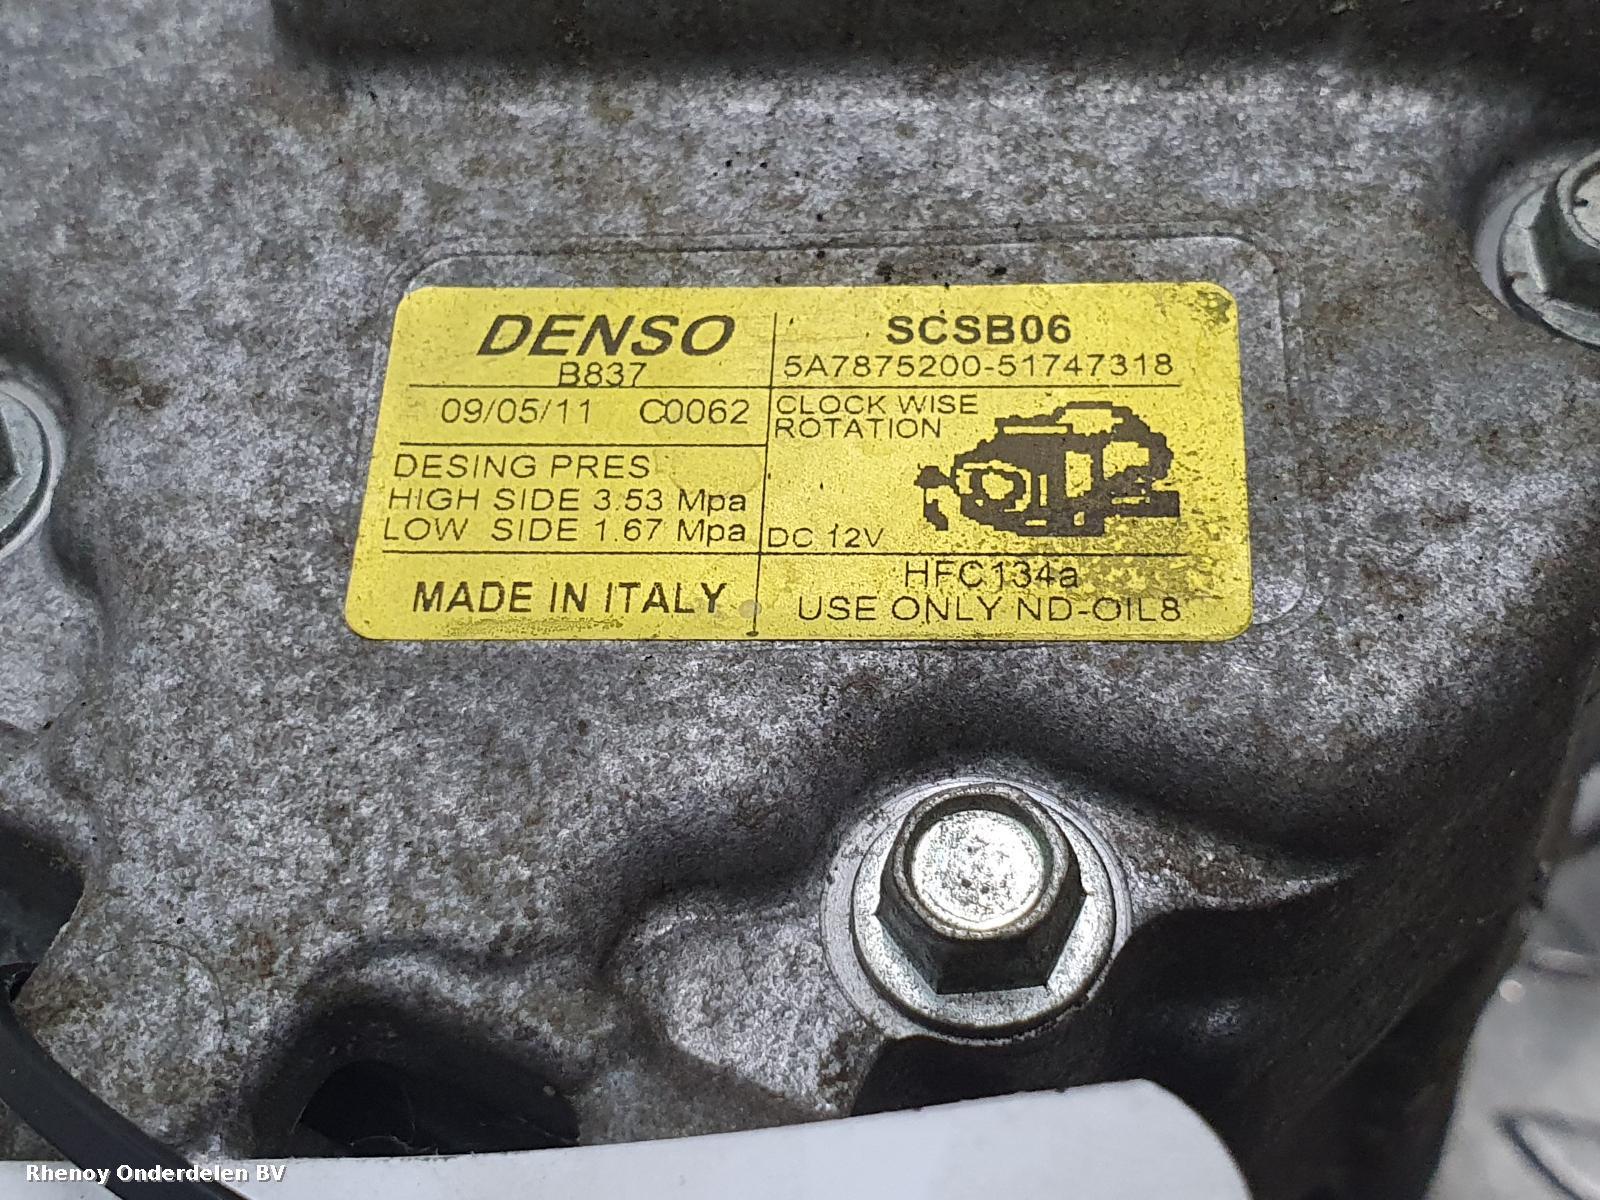 DENSO
B837
09/05/11 C0062
DESING PRES
HIGH SIDE 3.53 Mpa
LOW SIDE 1.67 Mpa
MADE IN ITALY
SCSB06
5A7875200-51747318
CLOCK WISE
ROTATION
DC 12V
HFC134a
USE ONLY ND-OIL8
Rhenoy Onderdelen BV